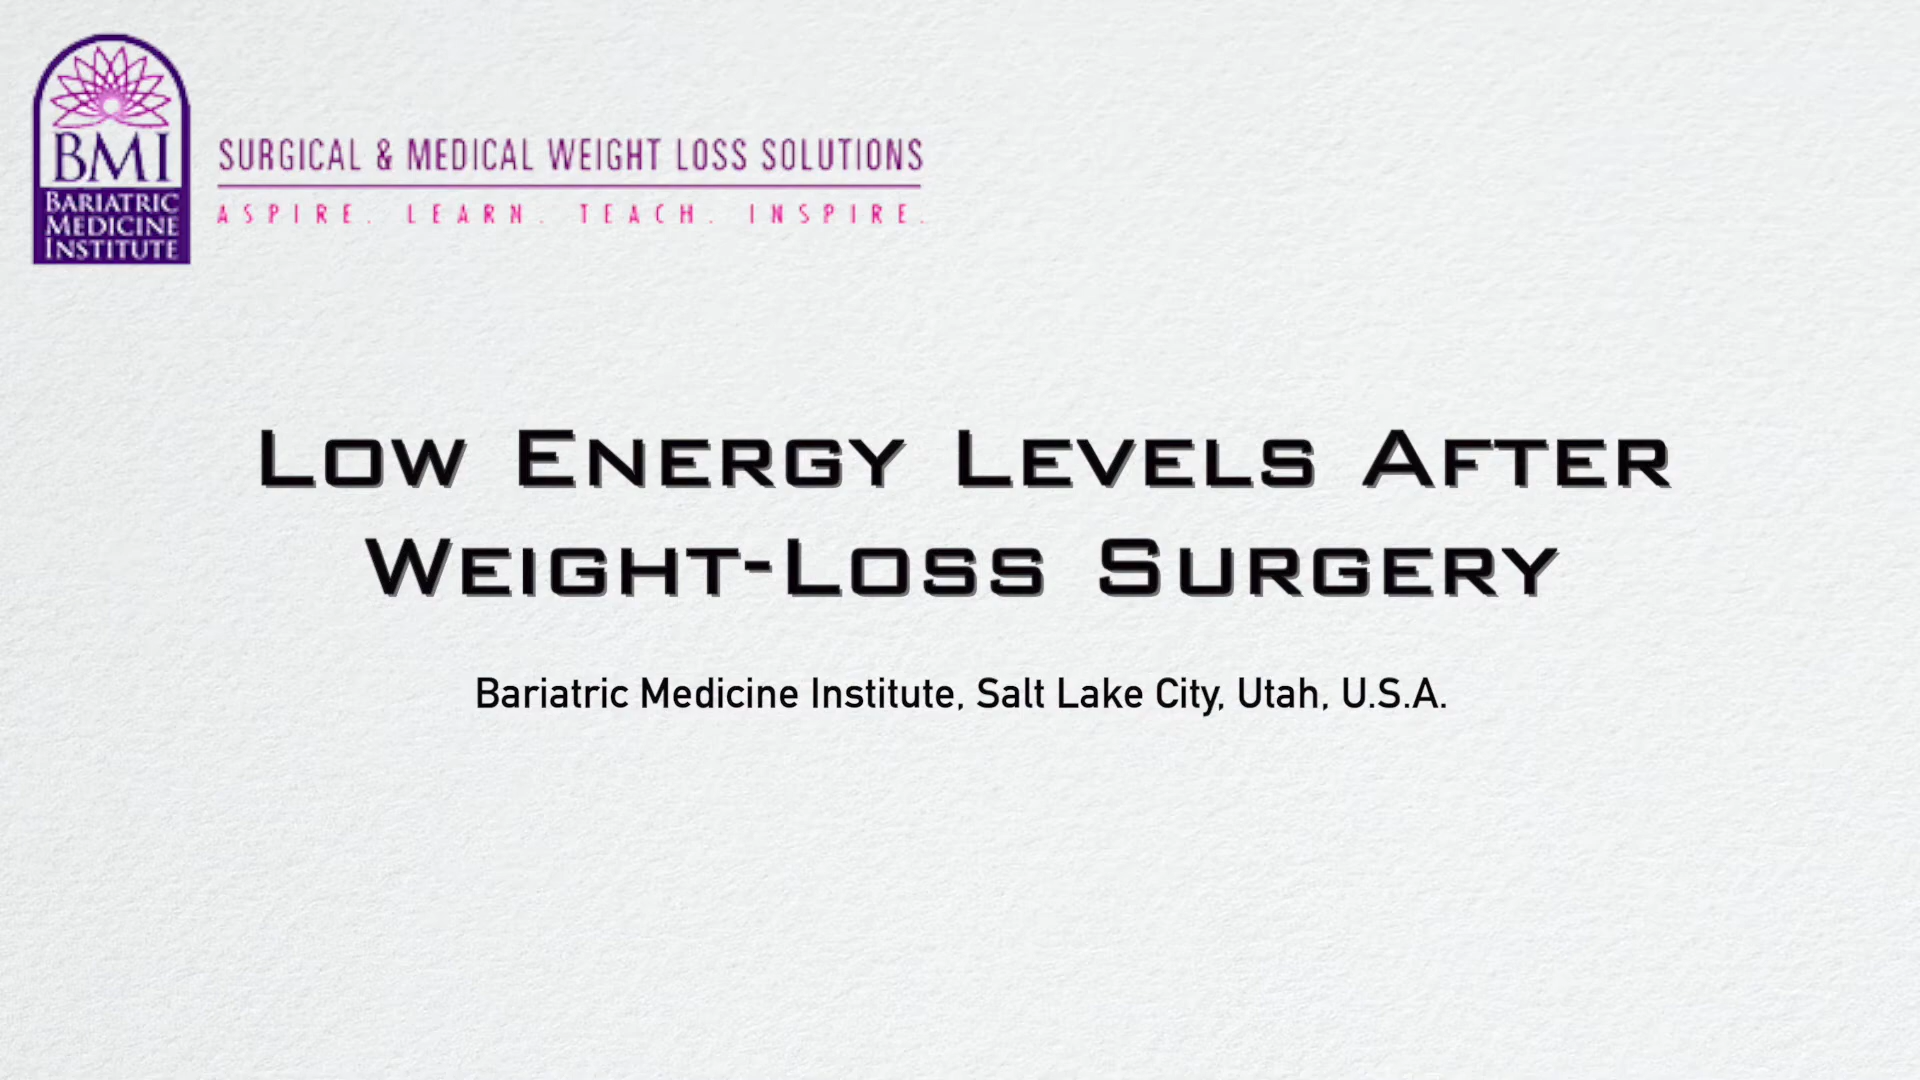 BMI
BARIATRIC
MEDICINE
INSTITUTE
SURGICAL & MEDICAL WEIGHT LOSS SOLUTIONS
ASPIRE. LEARN. TEACH. INSPIRE.
LOW ENERGY LEVELS AFTER
WEIGHT-LOSS SURGERY
Bariatric Medicine Institute, Salt Lake City, Utah, U.S.A.